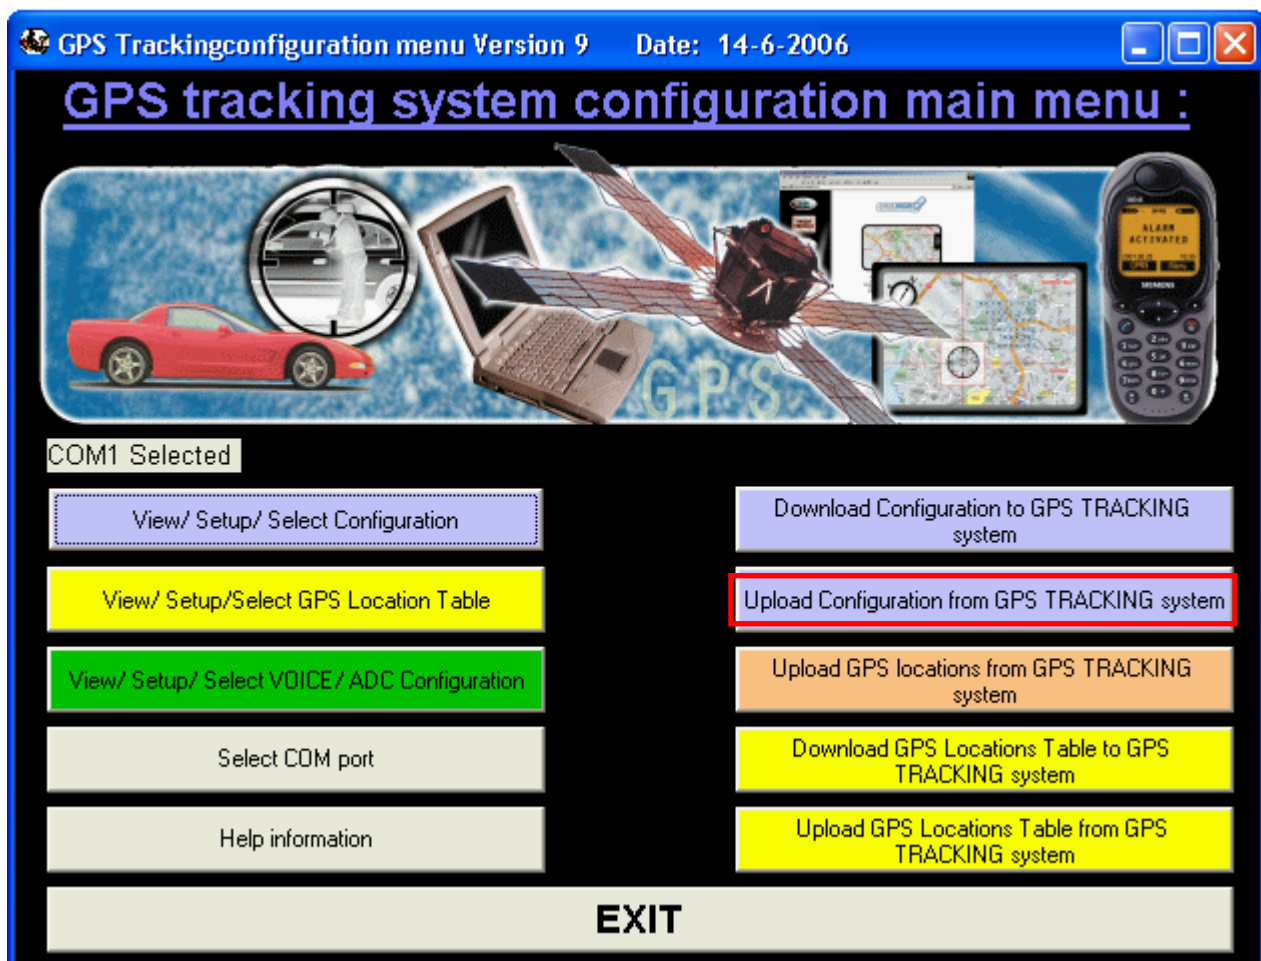 GPS Trackingconfiguration menu Version 9 Date: 14-6-2006
GPS tracking system configuration main menu :
ALARM
ACTIVATED
SIEMENS
GPS
COM1 Selected
View/ Setup/ Select Configuration
Download Configuration to GPS TRACKING
system
View/ Setup/Select GPS Location Table
Upload Configuration from GPS TRACKING system
View/ Setup/ Select VOICE/ ADC Configuration
Upload GPS locations from GPS TRACKING
system
Select COM port
Download GPS Locations Table to GPS
TRACKING system
Help information
Upload GPS Locations Table from GPS
TRACKING system
EXIT